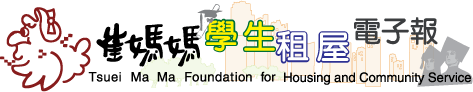 崔媽媽學生租屋電子報
Tsuei Ma Ma Foundation for Housing and Community Service